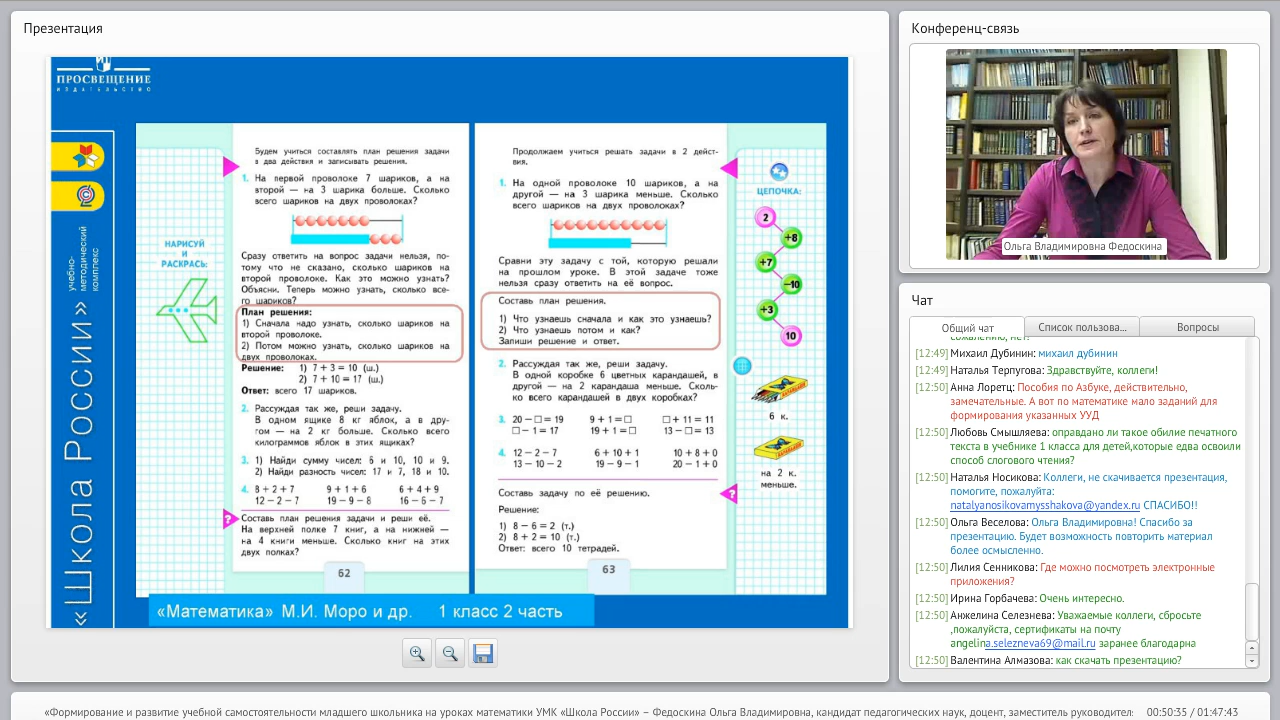 Презентация
ПРОСВЕЩЕНИЕ
ИЗДАТЕЛЬСТВО
«Школа России»
учебно-
методический
комплекс
НАРИСУЙ
И
РАСКРАСЬ:
Будем учиться составлять план решения задачи
в два действия и записывать решения.
1. На первой проволоке 7 шариков, а на
второй — на 3 шарика больше. Сколько
всего шариков на двух проволоках?
Сразу ответить на вопрос задачи нельзя, по-
тому что не сказано, сколько шариков на
второй проволоке. Как это можно узнать?
Объясни. Теперь можно узнать, сколько все-
го шариков?
План решения:
1) Сначала надо узнать, сколько шариков на
второй проволоке.
2) Потом можно узнать, сколько шариков на
двух проволоках.
Решение: 1) 7 + 3 = 10 (ш.)
2) 7 + 10 = 17 (ш.)
Ответ: всего 17 шариков.
2. Рассуждая так же, реши задачу.
В одном ящике 8 кг яблок, а в дру-
гом — на 2 кг больше. Сколько всего
килограммов яблок в этих ящиках?
3. 1) Найди сумму чисел: 6 и 10, 10 и 9.
2) Найди разность чисел: 17 и 7, 18 и 10.
4. 8 + 2 + 7 9 + 1 + 6 6 + 4 + 9
12 − 2 − 7 19 − 9 − 8 16 − 6 − 7
?
Составь план решения задачи и реши её.
На верхней полке 7 книг, а на нижней —
на 4 книги меньше. Сколько книг на этих
двух полках?
62
Продолжаем учиться решать задачи в 2 дейст-
вия.
1. На одной проволоке 10 шариков, а на
другой — на 3 шарика меньше. Сколько
всего шариков на двух проволоках?
Сравни эту задачу с той, которую решали
на прошлом уроке. В этой задаче тоже
нельзя сразу ответить на её вопрос.
Составь план решения.
1) Что узнаешь сначала и как это узнаешь?
2) Что узнаешь потом и как?
Запиши решение и ответ.
2. Рассуждая так же, реши задачу.
В одной коробке 6 цветных карандашей, в
другой — на 2 карандаша меньше. Сколь-
ко всего карандашей в двух коробках?
3. 20 − □ = 19 9 + 1 = □ □ + 11 = 11
□ − 1 = 17 19 + 1 = □ 13 − □ = 13
4. 12 − 2 − 7 6 + 10 + 1 10 + 8 + 0
13 − 10 − 2 19 − 9 − 1 20 − 1 + 0
?
Составь задачу по её решению.
Решение:
1) 8 − 6 = 2 (т.)
2) 8 + 2 = 10 (т.)
Ответ: всего 10 тетрадей.
63
ЦЕПОЧКА:
2
+8
+7
−10
+3
10
6 к.
на 2 к.
меньше.
«Математика» М.И. Моро и др. 1 класс 2 часть
Конференц-связь
Ольга Владимировна Федоскина
Чат
Общий чат
Список пользова...
Вопросы
сожалению, нет!
[12:49] Михаил Дубинин: михаил дубинин
[12:49] Наталья Терпугова: Здравствуйте, коллеги!
[12:50] Анна Лоретц: Пособия по Азбуке, действительно,
замечательные. А вот по математике мало заданий для
формирования указанных УУД
[12:50] Любовь Смышляева: оправдано ли такое обилие печатного
текста в учебнике 1 класса для детей,которые едва освоили
способ слогового чтения?
[12:50] Наталья Носикова: Коллеги, не скачивается презентация,
помогите, пожалуйта:
natalyanosikovamysshakova@yandex.ru СПАСИБО!!
[12:50] Ольга Веселова: Ольга Владимировна! Спасибо за
презентацию. Будет возможность повторить материал
более осмысленно.
[12:50] Лилия Сенникова: Где можно посмотреть электронные
приложения?
[12:50] Ирина Горбачева: Очень интересно.
[12:50] Анжелина Селезнева: Уважаемые коллеги, сбросьте
,пожалуйста, сертификаты на почту
angelina.selezneva69@mail.ru заранее благодарна
[12:50] Валентина Алмазова: как скачать презентацию?
«Формирование и развитие учебной самостоятельности младшего школьника на уроках математики УМК «Школа России» – Федоскина Ольга Владимировна, кандидат педагогических наук, доцент, заместитель руководител:
00:50:35 / 01:47:43